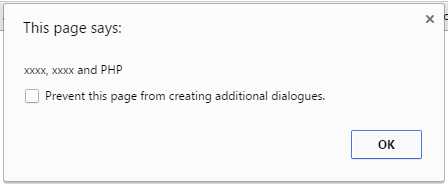 This page says:
xxxx, xxxx and PHP
Prevent this page from creating additional dialogues.
OK